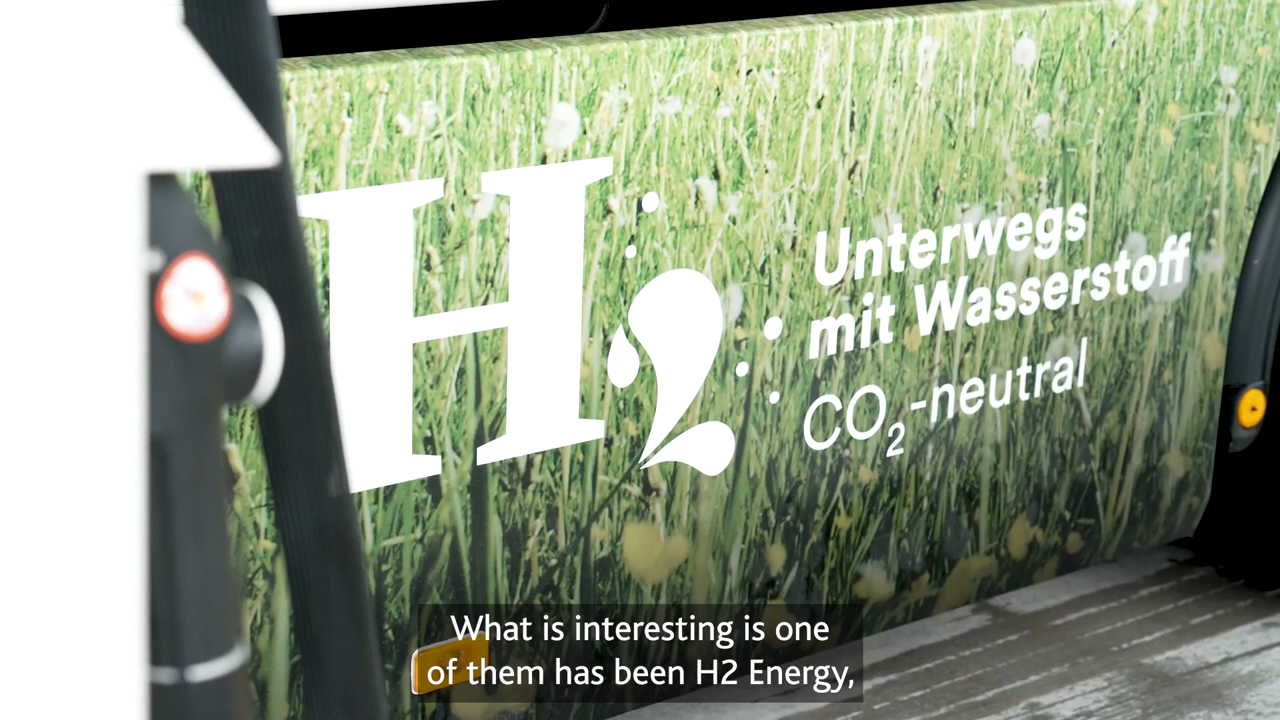 H2
Unterwegs
mit Wasserstoff
CO₂-neutral
What is interesting is one
of them has been H2 Energy,